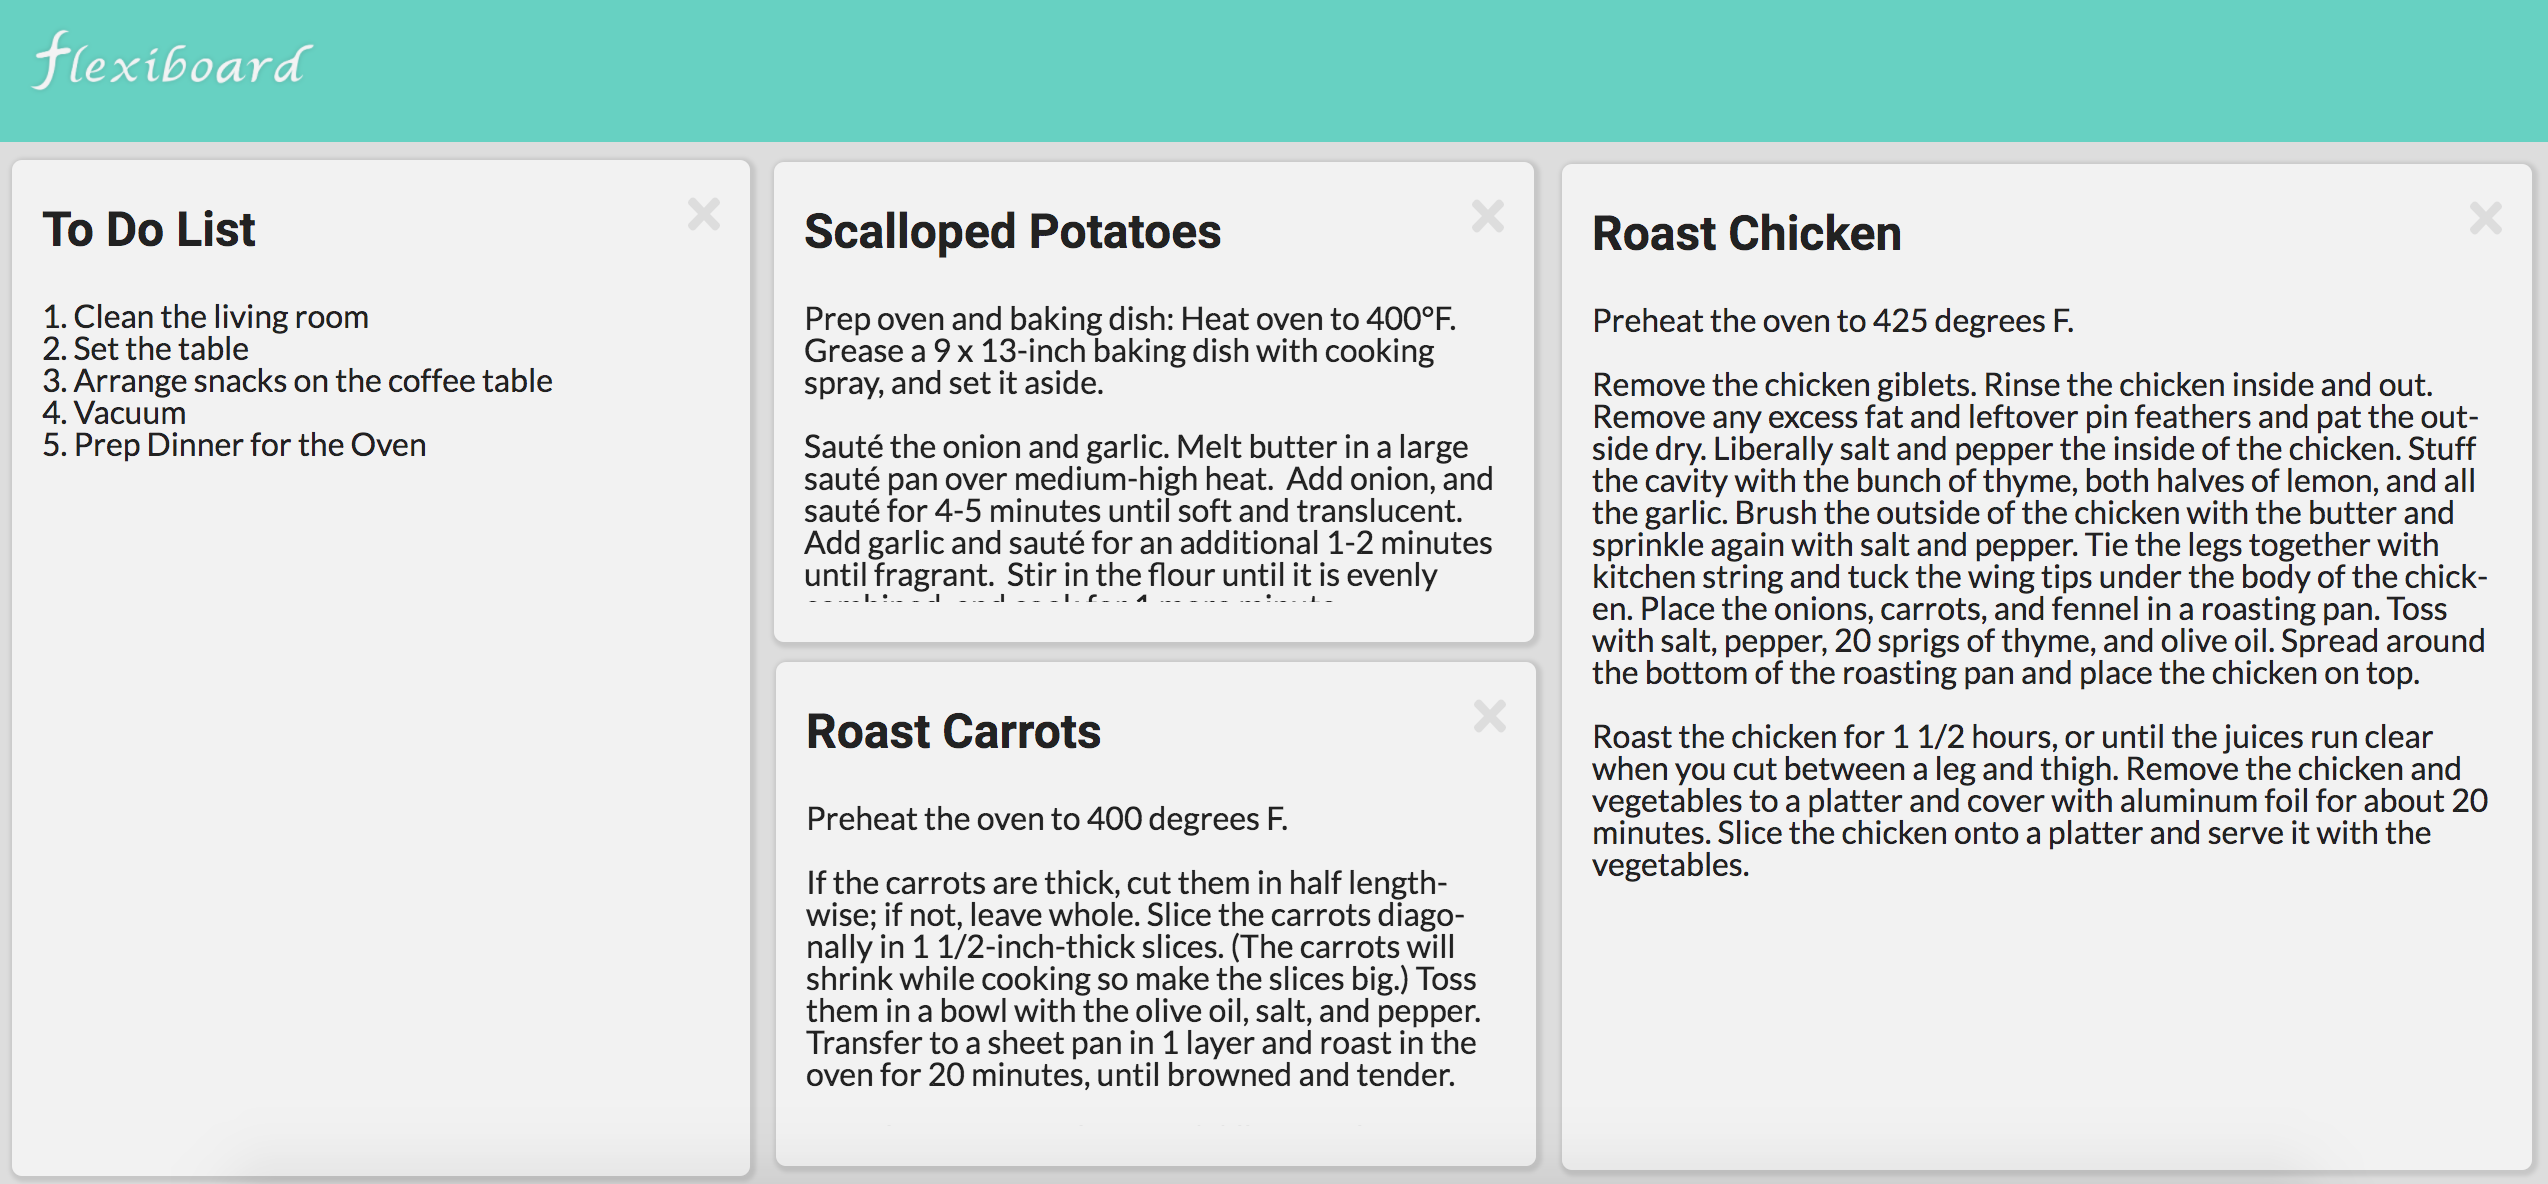 flexiboard
To Do List
1. Clean the living room
2. Set the table
3. Arrange snacks on the coffee table
4. Vacuum
5. Prep Dinner for the Oven
Scalloped Potatoes
Prep oven and baking dish: Heat oven to 400°F.
Grease a 9 x 13-inch baking dish with cooking
spray, and set it aside.
Sauté the onion and garlic. Melt butter in a large
sauté pan over medium-high heat.  Add onion, and
sauté for 4-5 minutes until soft and translucent.
Add garlic and sauté for an additional 1-2 minutes
until fragrant.  Stir in the flour until it is evenly
combined, and cook for 1 more minute.
Roast Carrots
Preheat the oven to 400 degrees F.
If the carrots are thick, cut them in half length-
wise; if not, leave whole. Slice the carrots diago-
nally in 1 1/2-inch-thick slices. (The carrots will
shrink while cooking so make the slices big.) Toss
them in a bowl with the olive oil, salt, and pepper.
Transfer to a sheet pan in 1 layer and roast in the
oven for 20 minutes, until browned and tender.
Roast Chicken
Preheat the oven to 425 degrees F.
Remove the chicken giblets. Rinse the chicken inside and out.
Remove any excess fat and leftover pin feathers and pat the out-
side dry. Liberally salt and pepper the inside of the chicken. Stuff
the cavity with the bunch of thyme, both halves of lemon, and all
the garlic. Brush the outside of the chicken with the butter and
sprinkle again with salt and pepper. Tie the legs together with
kitchen string and tuck the wing tips under the body of the chick-
en. Place the onions, carrots, and fennel in a roasting pan. Toss
with salt, pepper, 20 sprigs of thyme, and olive oil. Spread around
the bottom of the roasting pan and place the chicken on top.
Roast the chicken for 1 1/2 hours, or until the juices run clear
when you cut between a leg and thigh. Remove the chicken and
vegetables to a platter and cover with aluminum foil for about 20
minutes. Slice the chicken onto a platter and serve it with the
vegetables.